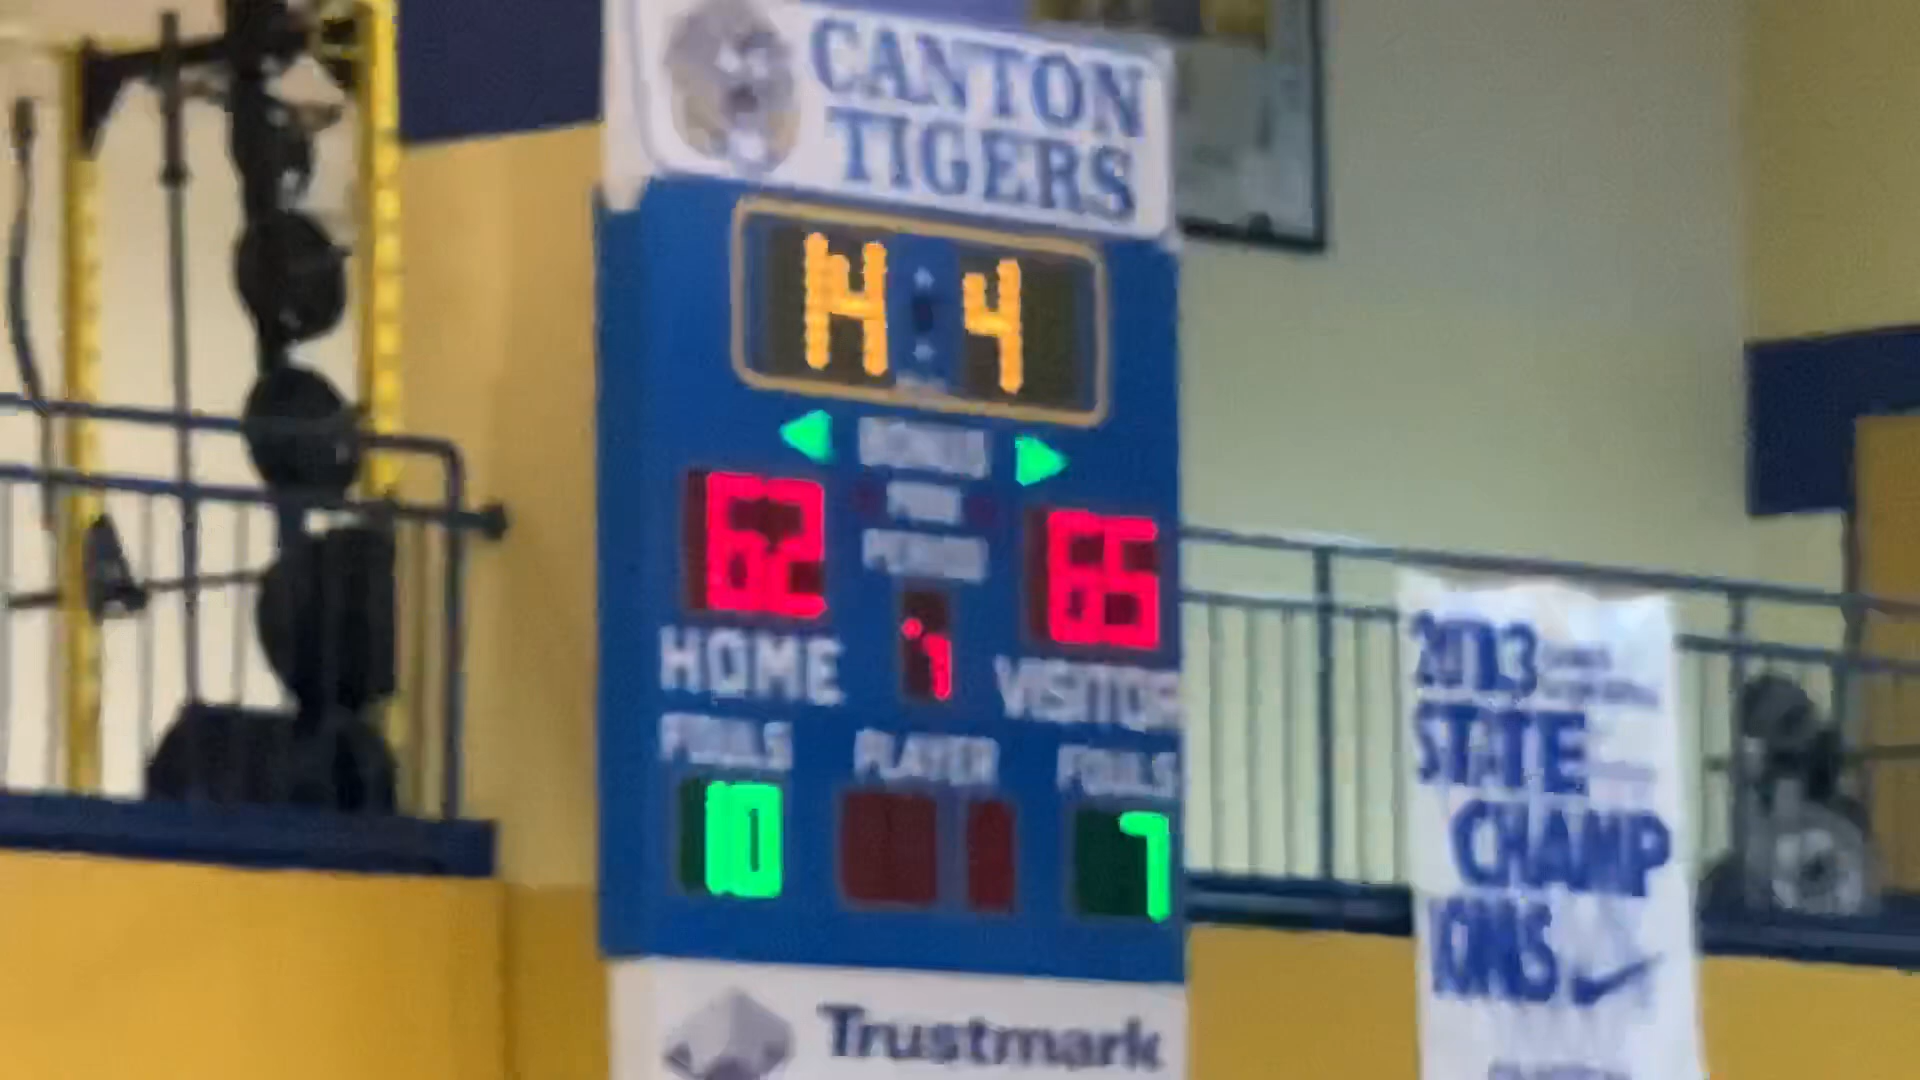 CANTON
TIGERS
14 4
BONUS
62 65
POSS
PERIOD
HOME
VISITOR
FOULS PLAYER FOULS
10 7
Trustmark
2013
STATE
CHAMP
IONS